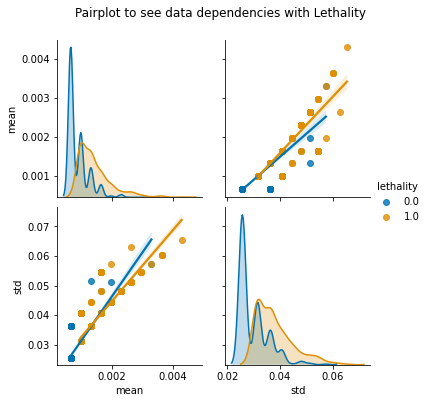 Pairplot to see data dependencies with Lethality
0.004
0.003
0.002
0.001
mean
lethality
0.0
1.0
0.07
0.06
0.05
0.04
0.03
std
0.002
0.004
mean
0.02
0.04
0.06
std